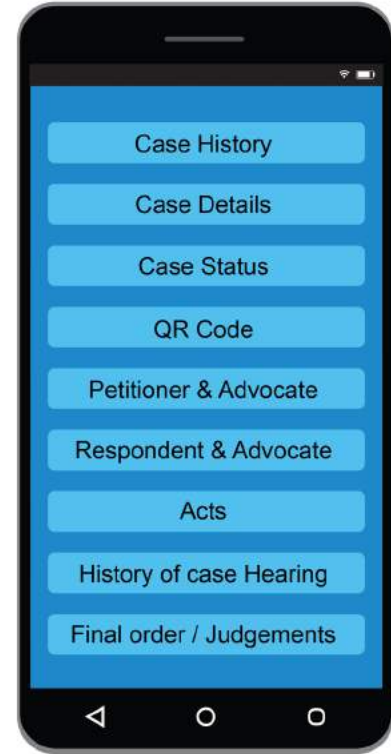 Case History
Case Details
Case Status
QR Code
Petitioner & Advocate
Respondent & Advocate
Acts
History of case Hearing
Final order / Judgements